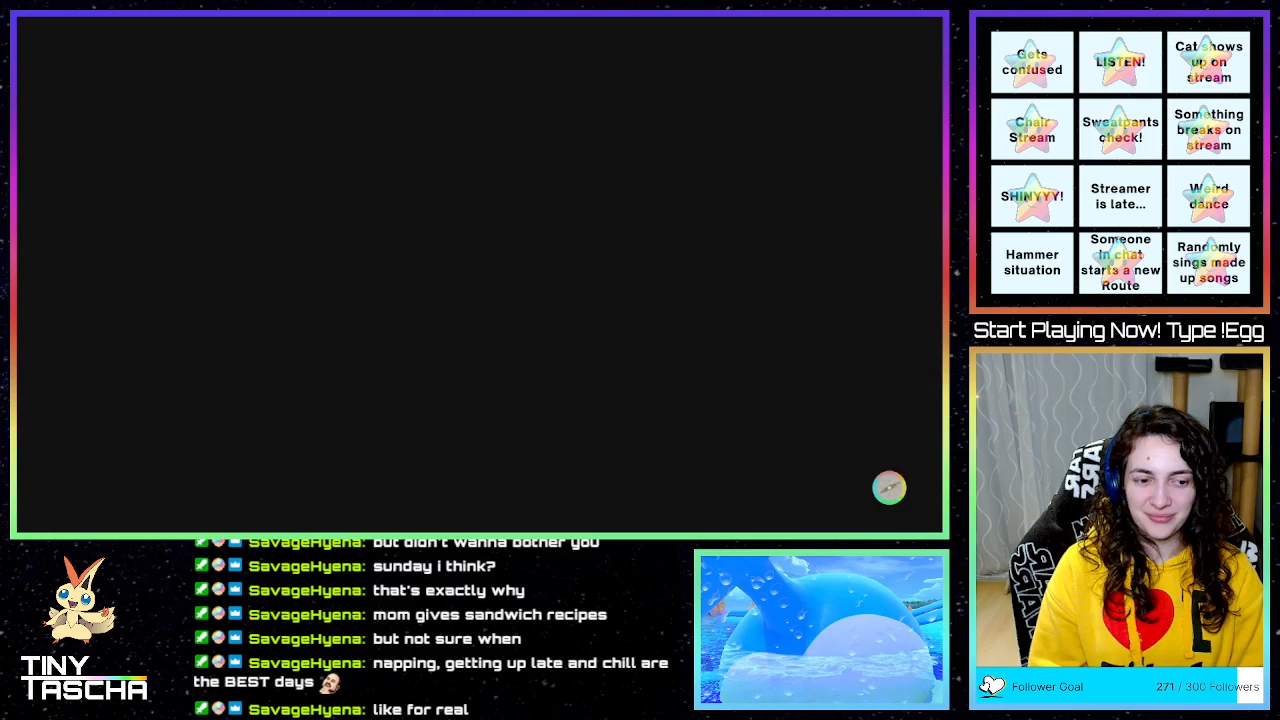 Gets
confused
LISTEN!
Cat shows
up on
stream
Chair
Stream
Sweatpants
check!
Something
breaks on
stream
SHINYYY!
Streamer
is late...
Weird
dance
Hammer
situation
Someone
in chat
starts a new
Route
Randomly
sings made
up songs
Start Playing Now! Type !Egg
SavageHyena: but didn't wanna bother you
SavageHyena: sunday i think?
SavageHyena: that's exactly why
SavageHyena: mom gives sandwich recipes
SavageHyena: but not sure when
SavageHyena: napping, getting up late and chill are
the BEST days
SavageHyena: like for real
TINY
TASCHA
Follower Goal
271 / 300 Followers